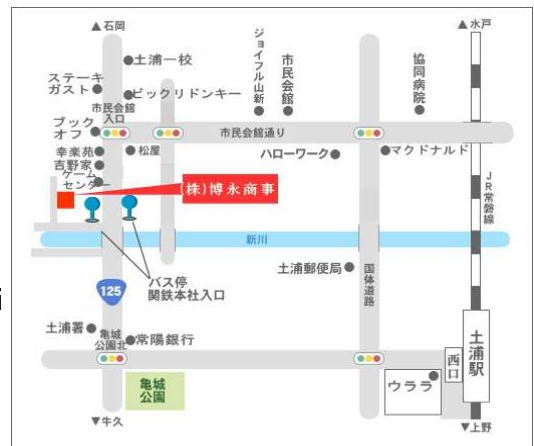 ▲石岡
▲水戸
土浦一校
ジョイフル山新
市民会館
協同病院
ステーキ
ガスト
ビックリドンキー
市民会館
入口
ブック
オフ
市民会館通り
幸楽苑
松屋
ハローワーク
マクドナルド
吉野家
ゲーム
センター
(株)博永商事
JR常磐線
新川
バス停
関鉄本社入口
土浦郵便局
国体道路
125
土浦署
亀城
公園北
常陽銀行
亀城
公園
西口
土浦駅
ウララ
▼牛久
▼上野